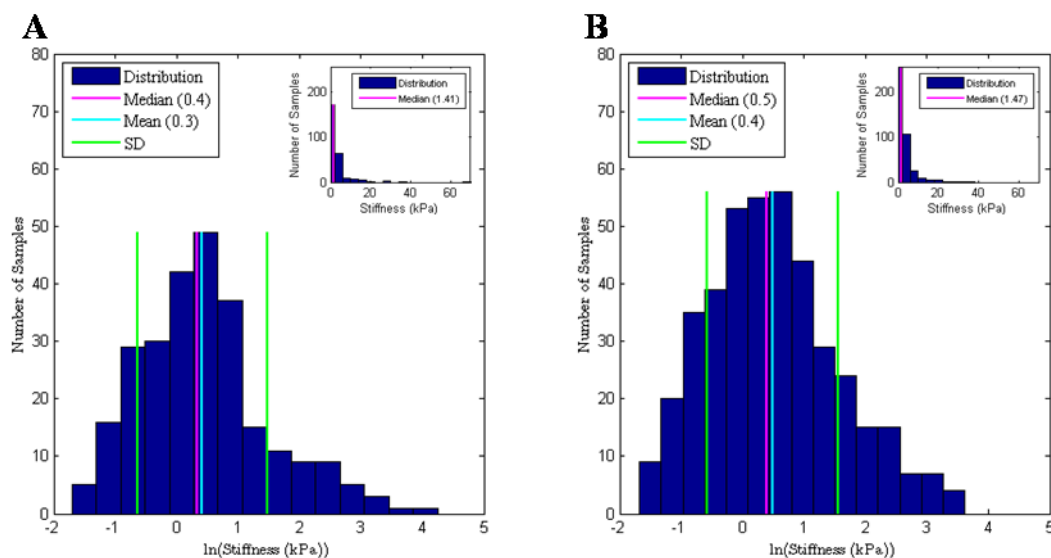 A
80
70
60
50
40
30
20
10
0
Number of Samples
Distribution
Median (0.4)
Mean (0.3)
SD
200
100
0
Number of Samples
Distribution
Median (1.41)
0 20 40 60
Stiffness (kPa)
-2 -1 0 1 2 3 4 5
ln(Stiffness (kPa))
B
80
70
60
50
40
30
20
10
0
Number of Samples
Distribution
Median (0.5)
Mean (0.4)
SD
200
100
0
Number of Samples
Distribution
Median (1.47)
0 20 40 60
Stiffness (kPa)
-2 -1 0 1 2 3 4 5
ln(Stiffness (kPa))